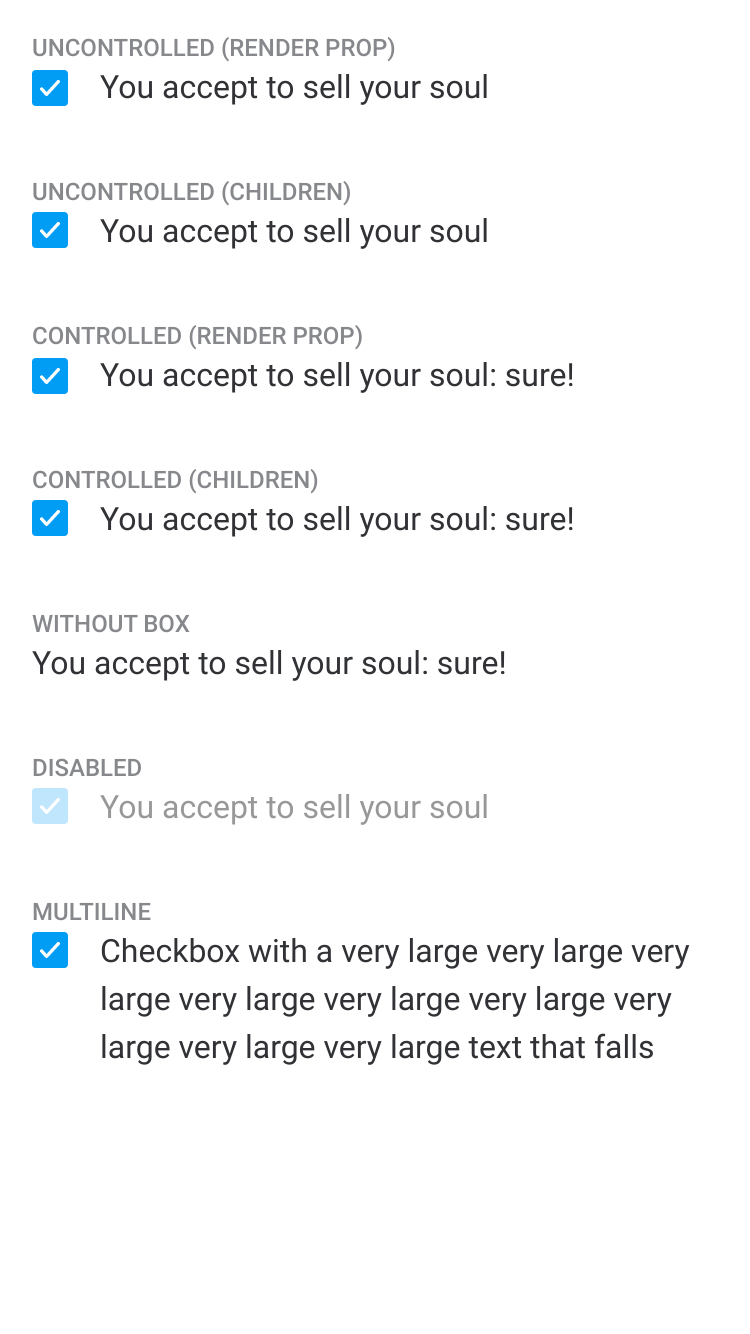 UNCONTROLLED (RENDER PROP)
You accept to sell your soul
UNCONTROLLED (CHILDREN)
You accept to sell your soul
CONTROLLED (RENDER PROP)
You accept to sell your soul: sure!
CONTROLLED (CHILDREN)
You accept to sell your soul: sure!
WITHOUT BOX
You accept to sell your soul: sure!
DISABLED
You accept to sell your soul
MULTILINE
Checkbox with a very large very large very
large very large very large very large very
large very large very large text that falls